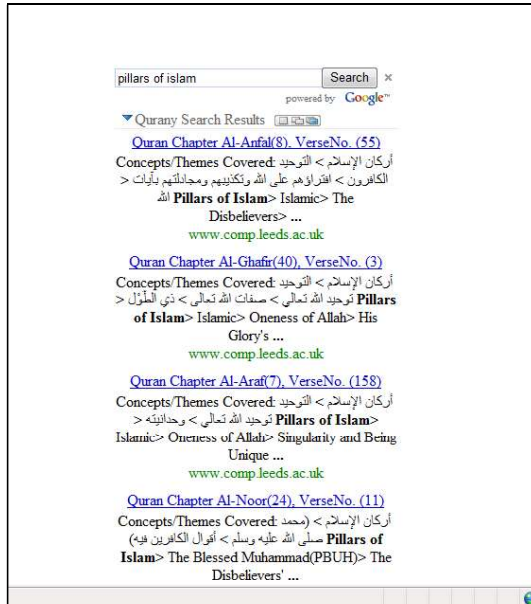 pillars of islam Search ×
powered by Google™
Qurany Search Results
Quran Chapter Al-Anfal(8), VerseNo. (55)
Concepts/Themes Covered: أركان الإسلام > التوحيد
الكافرون > افتراؤهم على الله وتكذيبهم ومجادلتهم بآيات >
الله Pillars of Islam> Islamic> The
Disbelievers> ...
www.comp.leeds.ac.uk
Quran Chapter Al-Ghafir(40), VerseNo. (3)
Concepts/Themes Covered: أركان الإسلام > التوحيد
توحيد الله تعالى > صفات الله تعالى > ذي الطَّوْل > Pillars
of Islam> Islamic> Oneness of Allah> His
Glory's ...
www.comp.leeds.ac.uk
Quran Chapter Al-Araf(7), VerseNo. (158)
Concepts/Themes Covered: أركان الإسلام > التوحيد
توحيد الله تعالى > وحدانيته > Pillars of Islam>
Islamic> Oneness of Allah> Singularity and Being
Unique ...
www.comp.leeds.ac.uk
Quran Chapter Al-Noor(24), VerseNo. (11)
Concepts/Themes Covered: أركان الإسلام > (محمد
صلى الله عليه وسلم > أقوال الكافرين فيه) Pillars of
Islam> The Blessed Muhammad(PBUH)> The
Disbelievers' ...